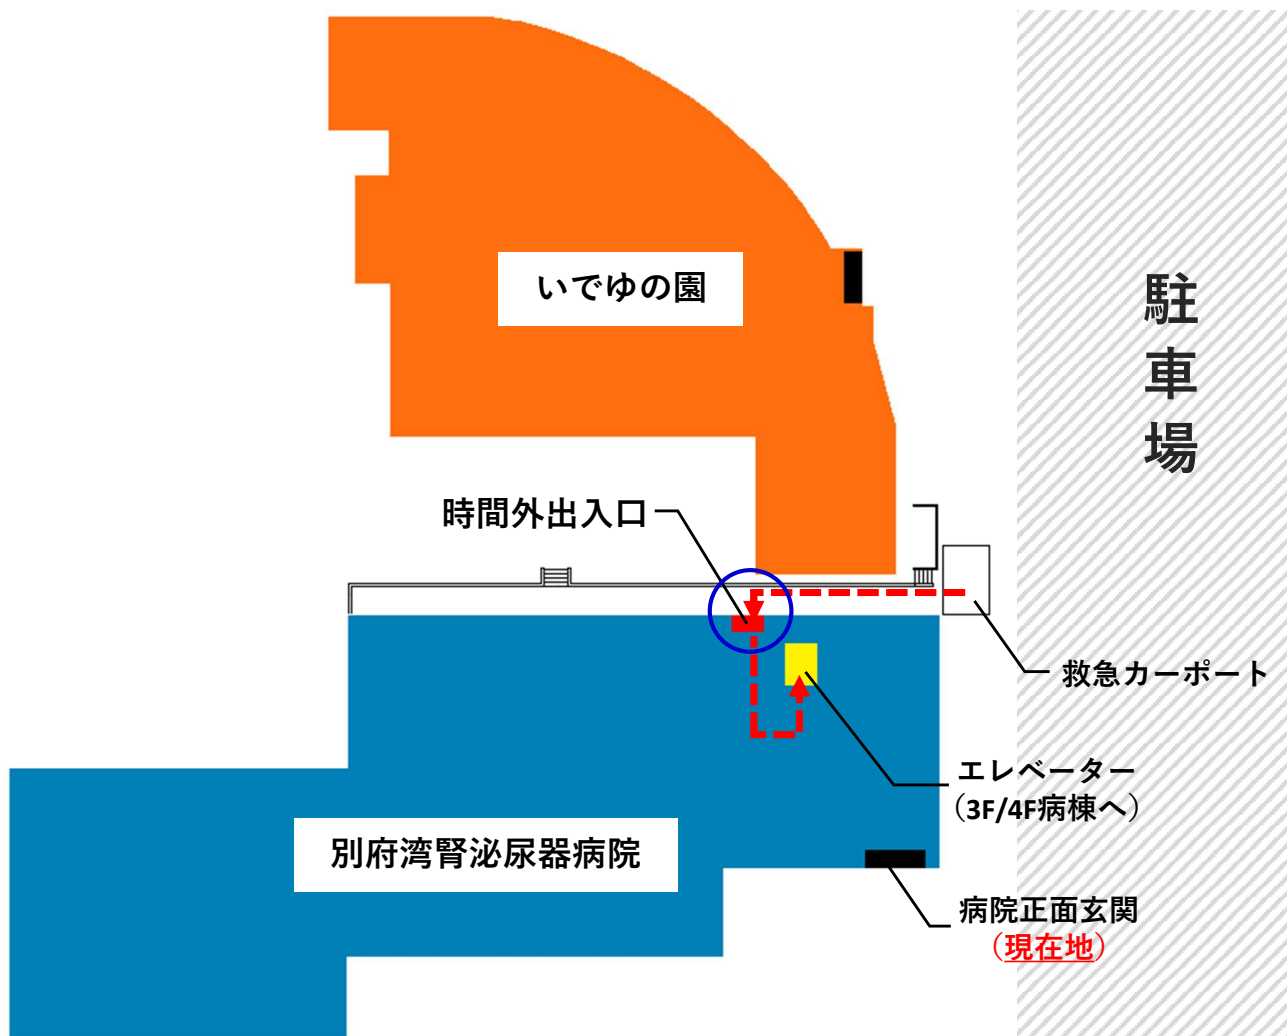 いでゆの園
駐車場
時間外出入口
救急カーポート
エレベーター
（3F/4F病棟へ）
別府湾腎泌尿器病院
病院正面玄関
（現在地）